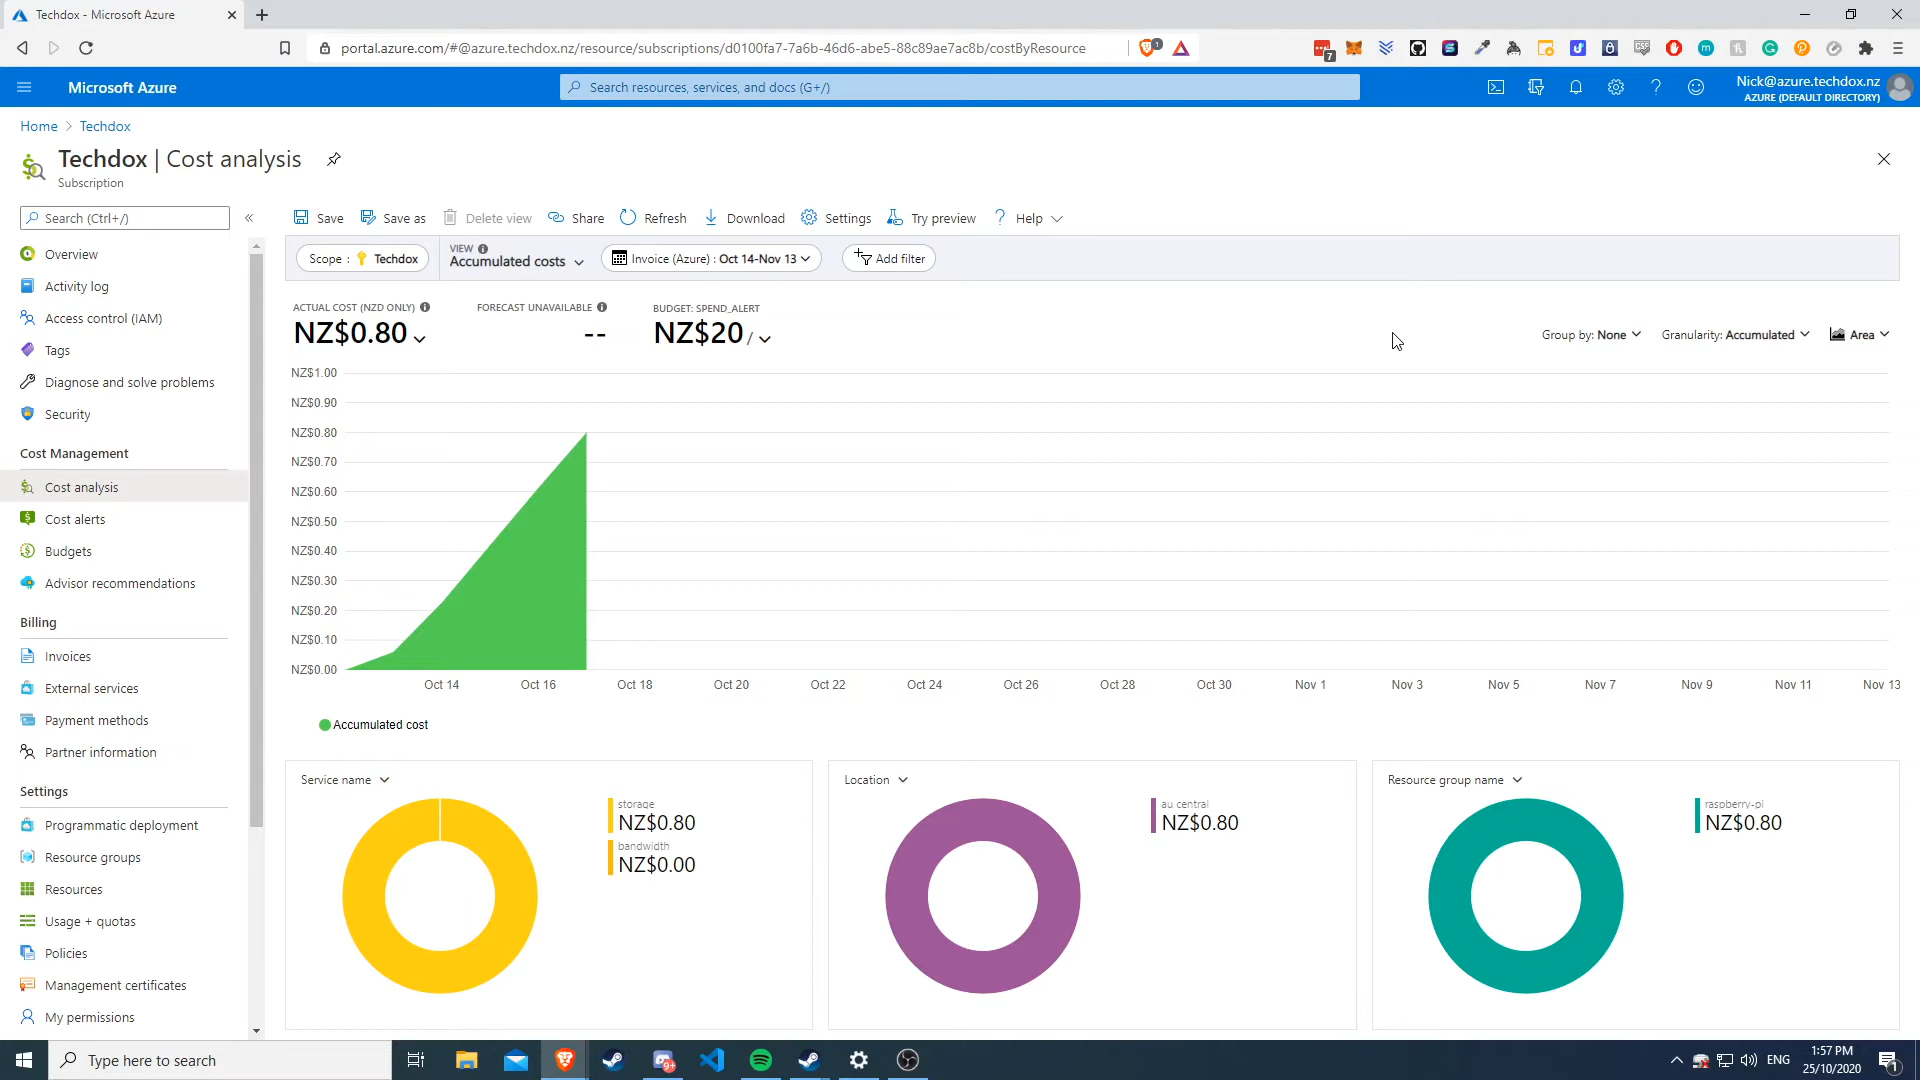 Techdox - Microsoft Azure
portal.azure.com/#@azure.techdox.nz/resource/subscriptions/d0100fa7-7a6b-46d6-abe5-88c89ae7ac8b/costByResource
1
7
CSE
Microsoft Azure
Search resources, services, and docs (G+/)
Nick@azure.techdox.nz
AZURE (DEFAULT DIRECTORY)
Home > Techdox
Techdox | Cost analysis
Subscription
Search (Ctrl+/)
Overview
Activity log
Access control (IAM)
Tags
Diagnose and solve problems
Security
Cost Management
Cost analysis
Cost alerts
Budgets
Advisor recommendations
Billing
Invoices
External services
Payment methods
Partner information
Settings
Programmatic deployment
Resource groups
Resources
Usage + quotas
Policies
Management certificates
My permissions
Save Save as Delete view Share Refresh Download Settings Try preview Help
Scope : Techdox
VIEW
Accumulated costs
Invoice (Azure) : Oct 14-Nov 13
Add filter
ACTUAL COST (NZD ONLY)
NZ$0.80
FORECAST UNAVAILABLE
--
BUDGET: SPEND_ALERT
NZ$20 /
Group by: None
Granularity: Accumulated
Area
NZ$1.00
NZ$0.90
NZ$0.80
NZ$0.70
NZ$0.60
NZ$0.50
NZ$0.40
NZ$0.30
NZ$0.20
NZ$0.10
NZ$0.00
Oct 14 Oct 16 Oct 18 Oct 20 Oct 22 Oct 24 Oct 26 Oct 28 Oct 30 Nov 1 Nov 3 Nov 5 Nov 7 Nov 9 Nov 11 Nov 13
Accumulated cost
Service name
storage
NZ$0.80
bandwidth
NZ$0.00
Location
au central
NZ$0.80
Resource group name
raspberry-pi
NZ$0.80
Type here to search
9+
ENG
1:57 PM
25/10/2020
1